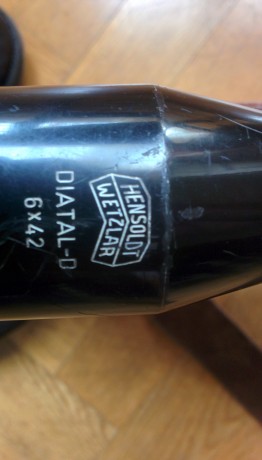 HENSOLDT
WETZLAR
DIATAL-D
6x42